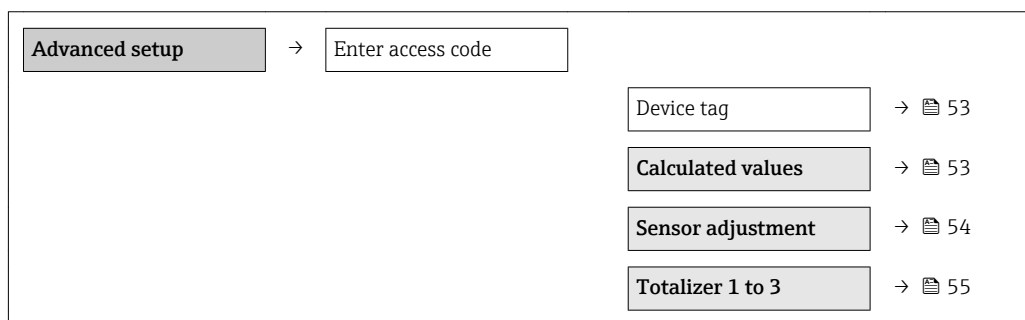 Advanced setup → Enter access code
Device tag → 53
Calculated values → 53
Sensor adjustment → 54
Totalizer 1 to 3 → 55